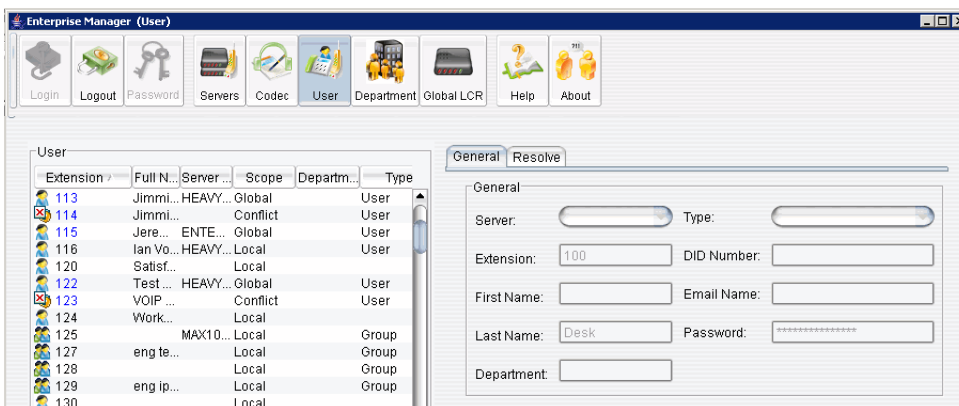 Enterprise Manager (User)
Login Logout Password Servers Codec User Department Global LCR Help About
User
Extension Full N... Server ... Scope Departm... Type
113 Jimmi... HEAVY... Global User
114 Jimmi... Conflict User
115 Jere... ENTE... Global User
116 Ian Vo... HEAVY... Local User
120 Satisf... Local
122 Test ... HEAVY... Global User
123 VOIP ... Conflict User
124 Work... Local
125 MAX10... Local Group
127 eng te... Local Group
128 Local Group
129 eng ip... Local Group
130 Local
General Resolve
General
Server: Type:
Extension: 100 DID Number:
First Name: Email Name:
Last Name: Desk Password: ***************
Department: